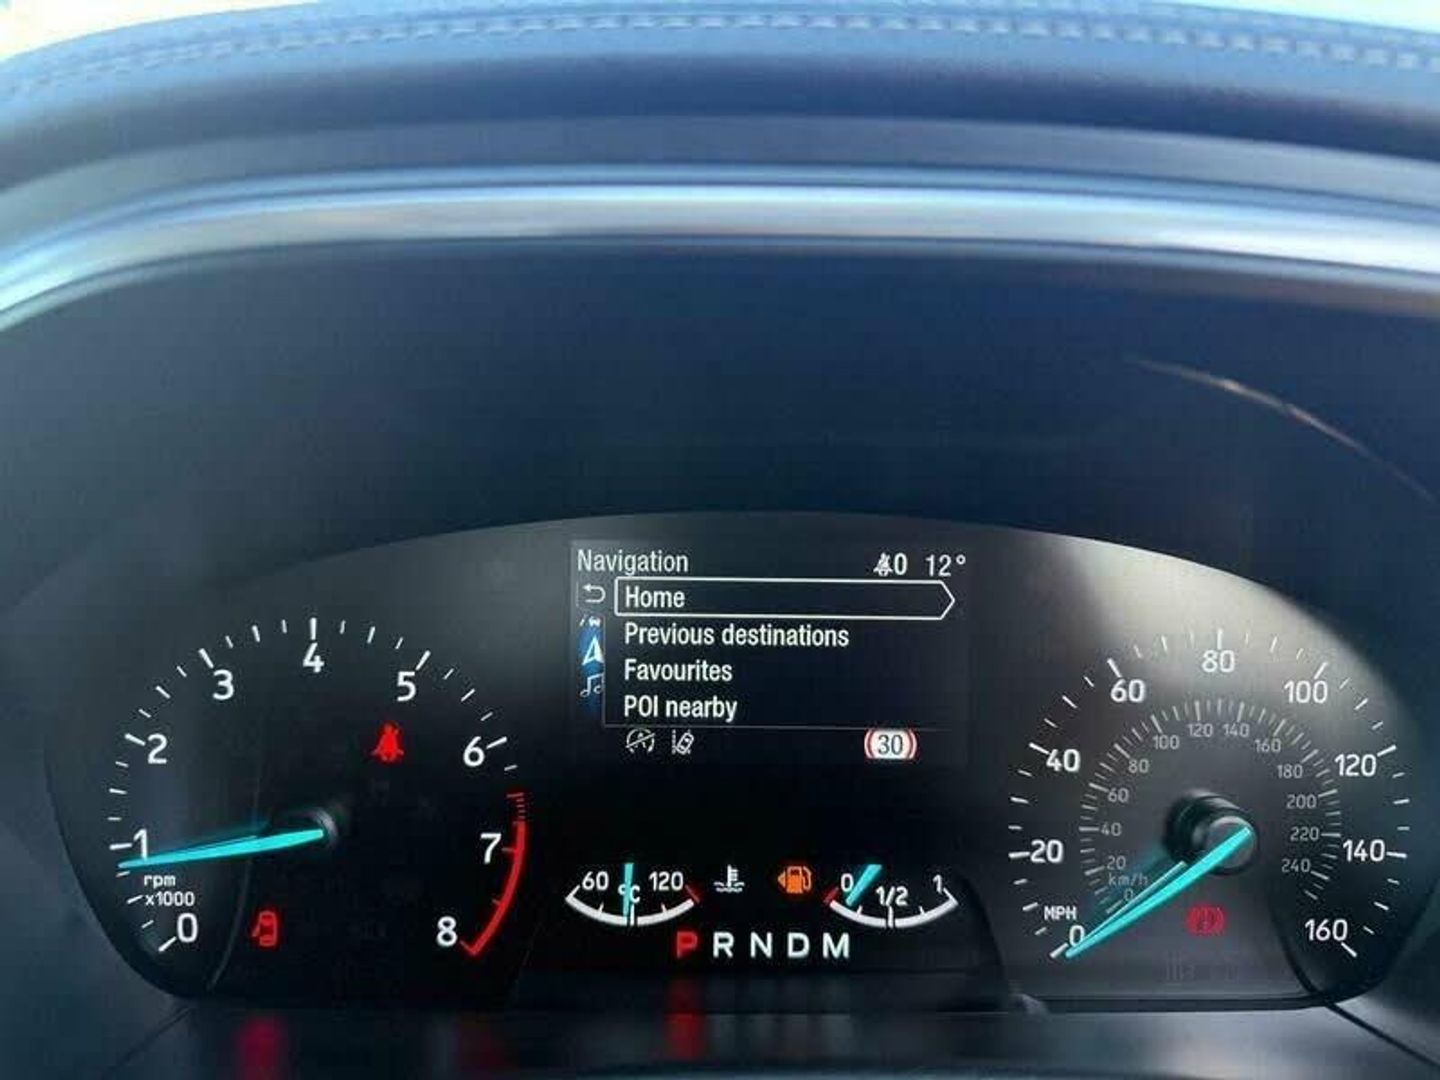 Navigation 40 12°
Home
Previous destinations
Favourites
POI nearby
30
0 1 2 3 4 5 6 7 8
rpm
x1000
60 °C 120
0 1/2 1
P R N D M
0 20 40 60 80 100 120 140 160
MPH
0 20 40 60 80 100 120 140 160 180 200 220 240
km/h